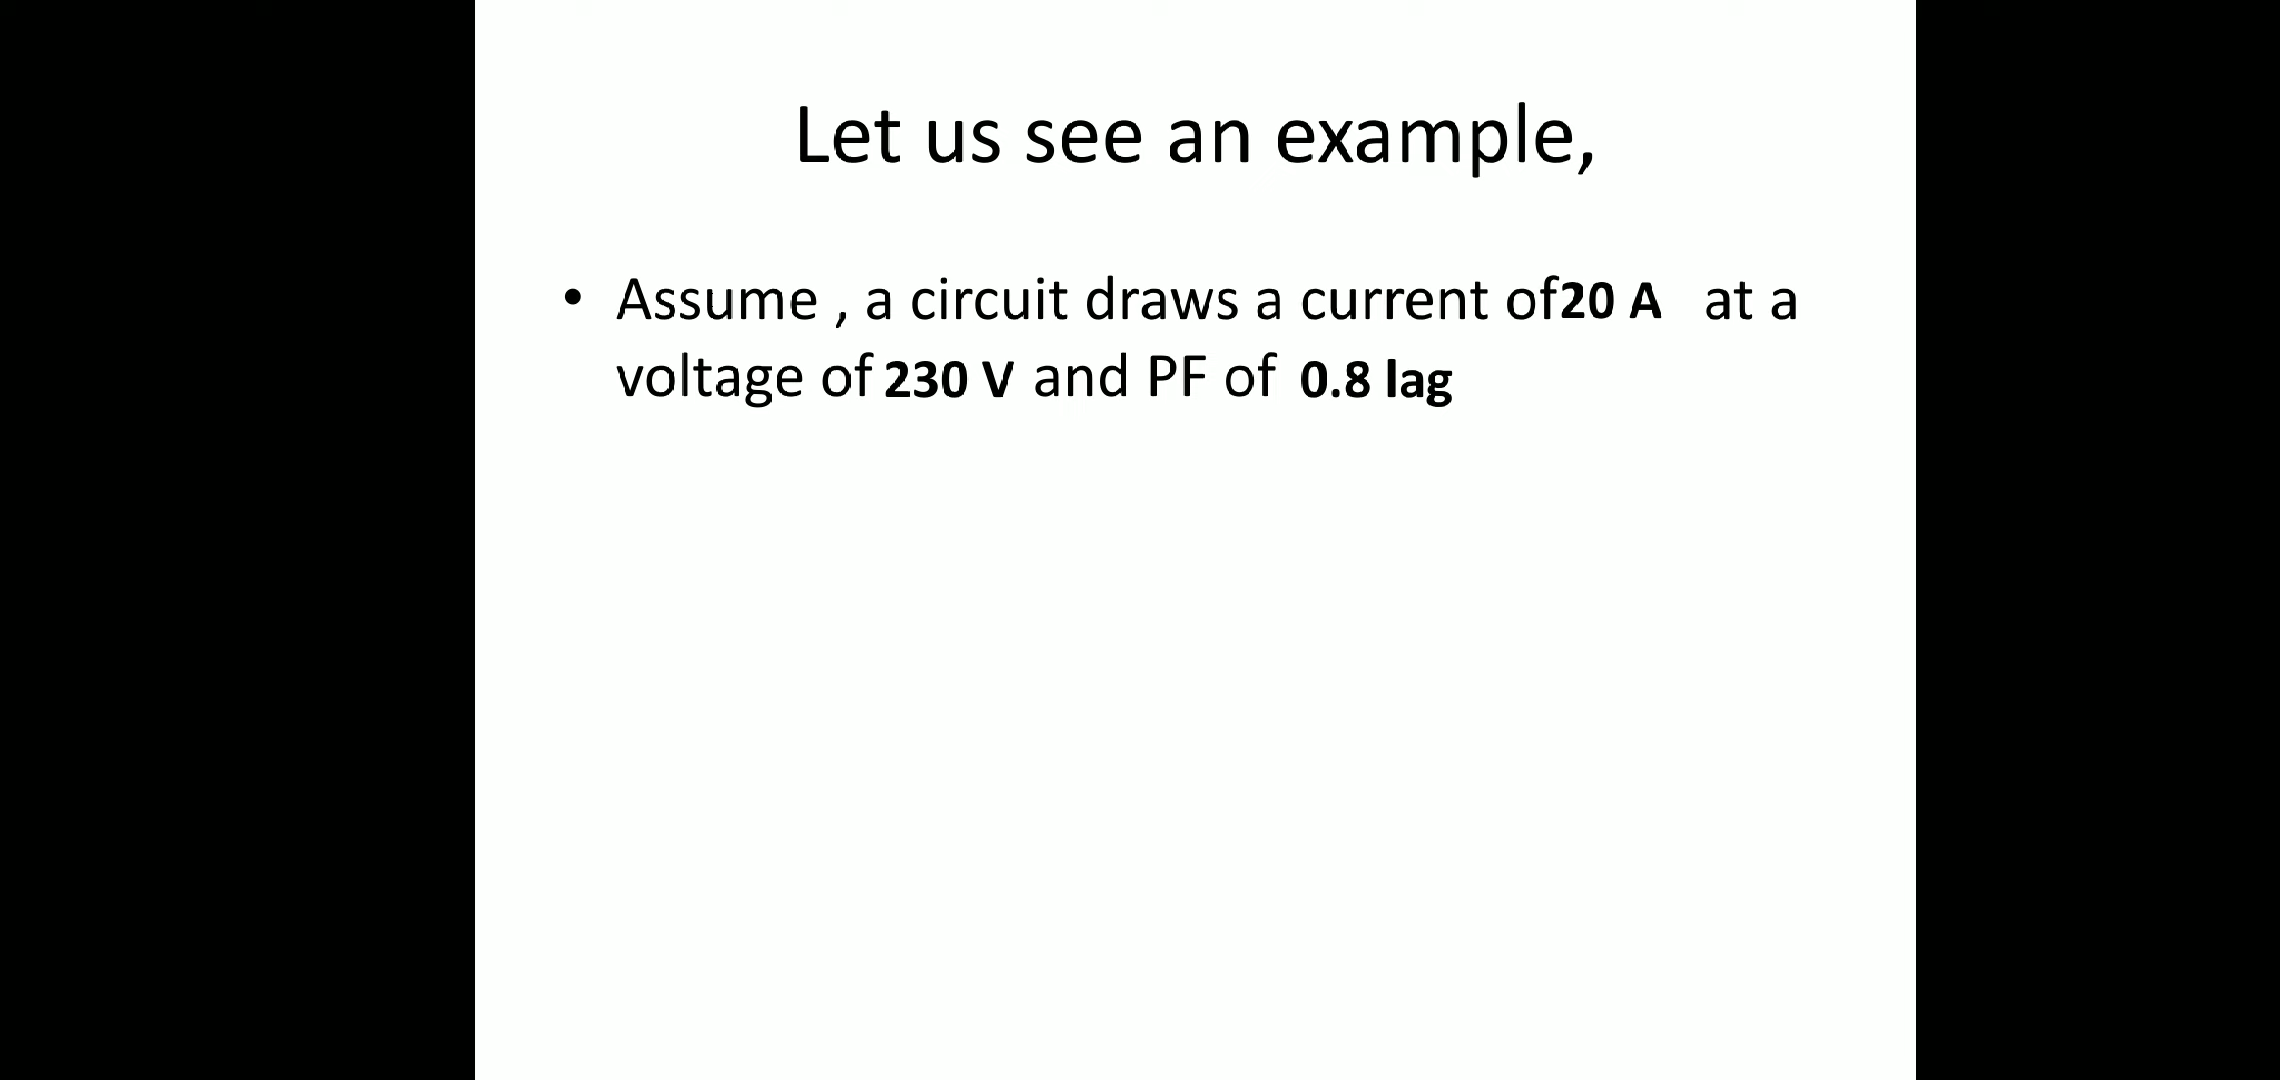 Let us see an example,
• Assume , a circuit draws a current of20 A at a
voltage of 230 V and PF of 0.8 lag